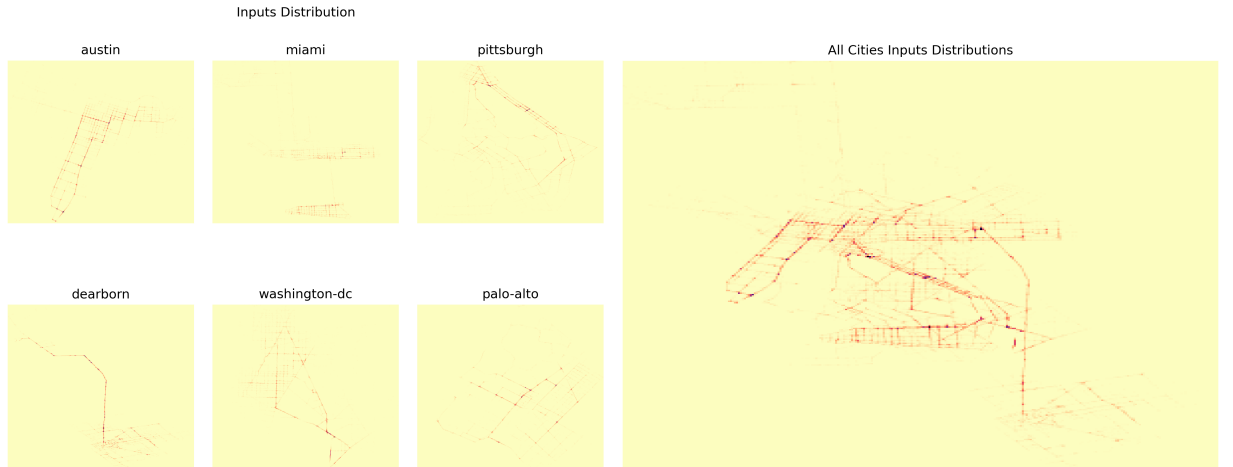 Inputs Distribution
austin
miami
pittsburgh
All Cities Inputs Distributions
dearborn
washington-dc
palo-alto